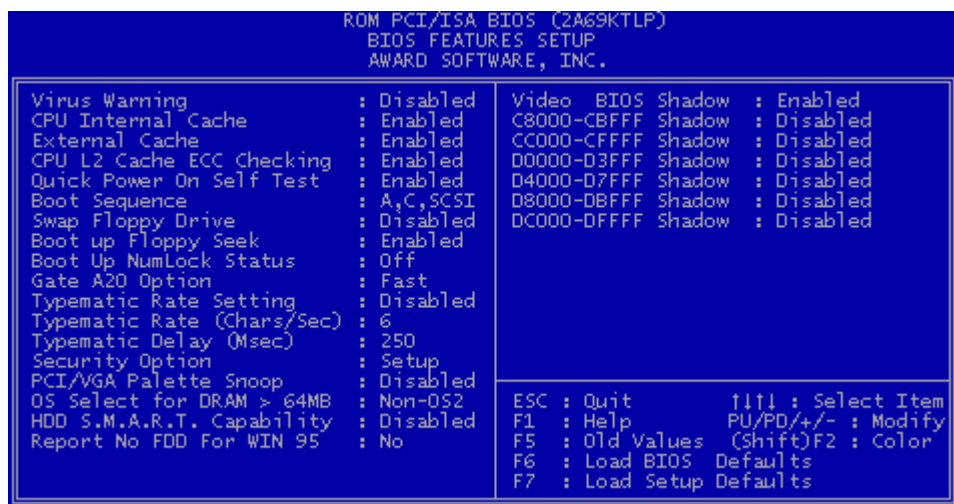 ROM PCI/ISA BIOS (2A69KTLP)
BIOS FEATURES SETUP
AWARD SOFTWARE, INC.
Virus Warning : Disabled
CPU Internal Cache : Enabled
External Cache : Enabled
CPU L2 Cache ECC Checking : Enabled
Quick Power On Self Test : Enabled
Boot Sequence : A,C,SCSI
Swap Floppy Drive : Disabled
Boot up Floppy Seek : Enabled
Boot Up NumLock Status : Off
Gate A20 Option : Fast
Typematic Rate Setting : Disabled
Typematic Rate (Chars/Sec) : 6
Typematic Delay (Msec) : 250
Security Option : Setup
PCI/VGA Palette Snoop : Disabled
OS Select for DRAM > 64MB : Non-OS2
HDD S.M.A.R.T. Capability : Disabled
Report No FDD For WIN 95 : No
Video BIOS Shadow : Enabled
C8000-CBFFF Shadow : Disabled
CC000-CFFFF Shadow : Disabled
D0000-D3FFF Shadow : Disabled
D4000-D7FFF Shadow : Disabled
D8000-DBFFF Shadow : Disabled
DC000-DFFFF Shadow : Disabled
ESC : Quit ↑↓↑↓ : Select Item
F1 : Help PU/PD/+/- : Modify
F5 : Old Values (Shift)F2 : Color
F6 : Load BIOS Defaults
F7 : Load Setup Defaults